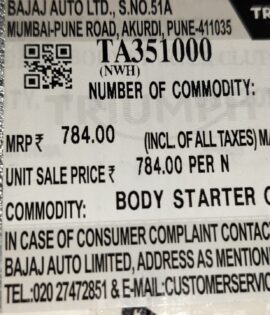 BAJAJ AUTO LTD., S.NO.51A
MUMBAI-PUNE ROAD, AKURDI, PUNE-411035
TA351000
(NWH)
NUMBER OF COMMODITY:
TRIUMPH
MRP ₹ 784.00 (INCL. OF ALL TAXES) MA
UNIT SALE PRICE ₹ 784.00 PER N
COMMODITY: BODY STARTER
IN CASE OF CONSUMER COMPLAINT CONTAC
BAJAJ AUTO LIMITED, ADDRESS AS MENTION
TEL.:020 27472851 & E-MAIL:CUSTOMERSERVIC